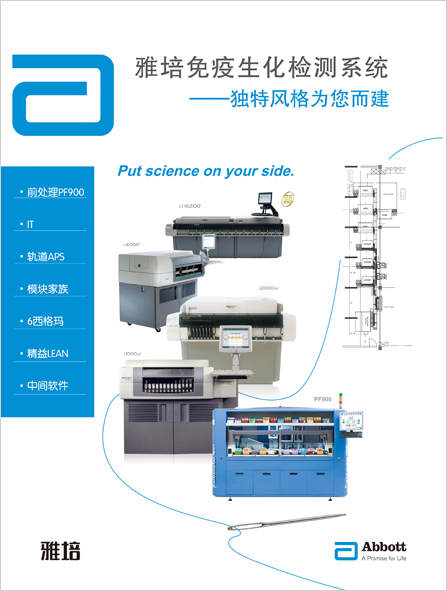 雅培免疫生化检测系统
——独特风格为您而建
Put science on your side.
· 前处理PF900
· IT
· 轨道APS
· 模块家族
· 6西格玛
· 精益LEAN
· 中间软件
c16200
c4000
i2000SR
i1000SR
PF900
雅培
Abbott
A Promise for Life